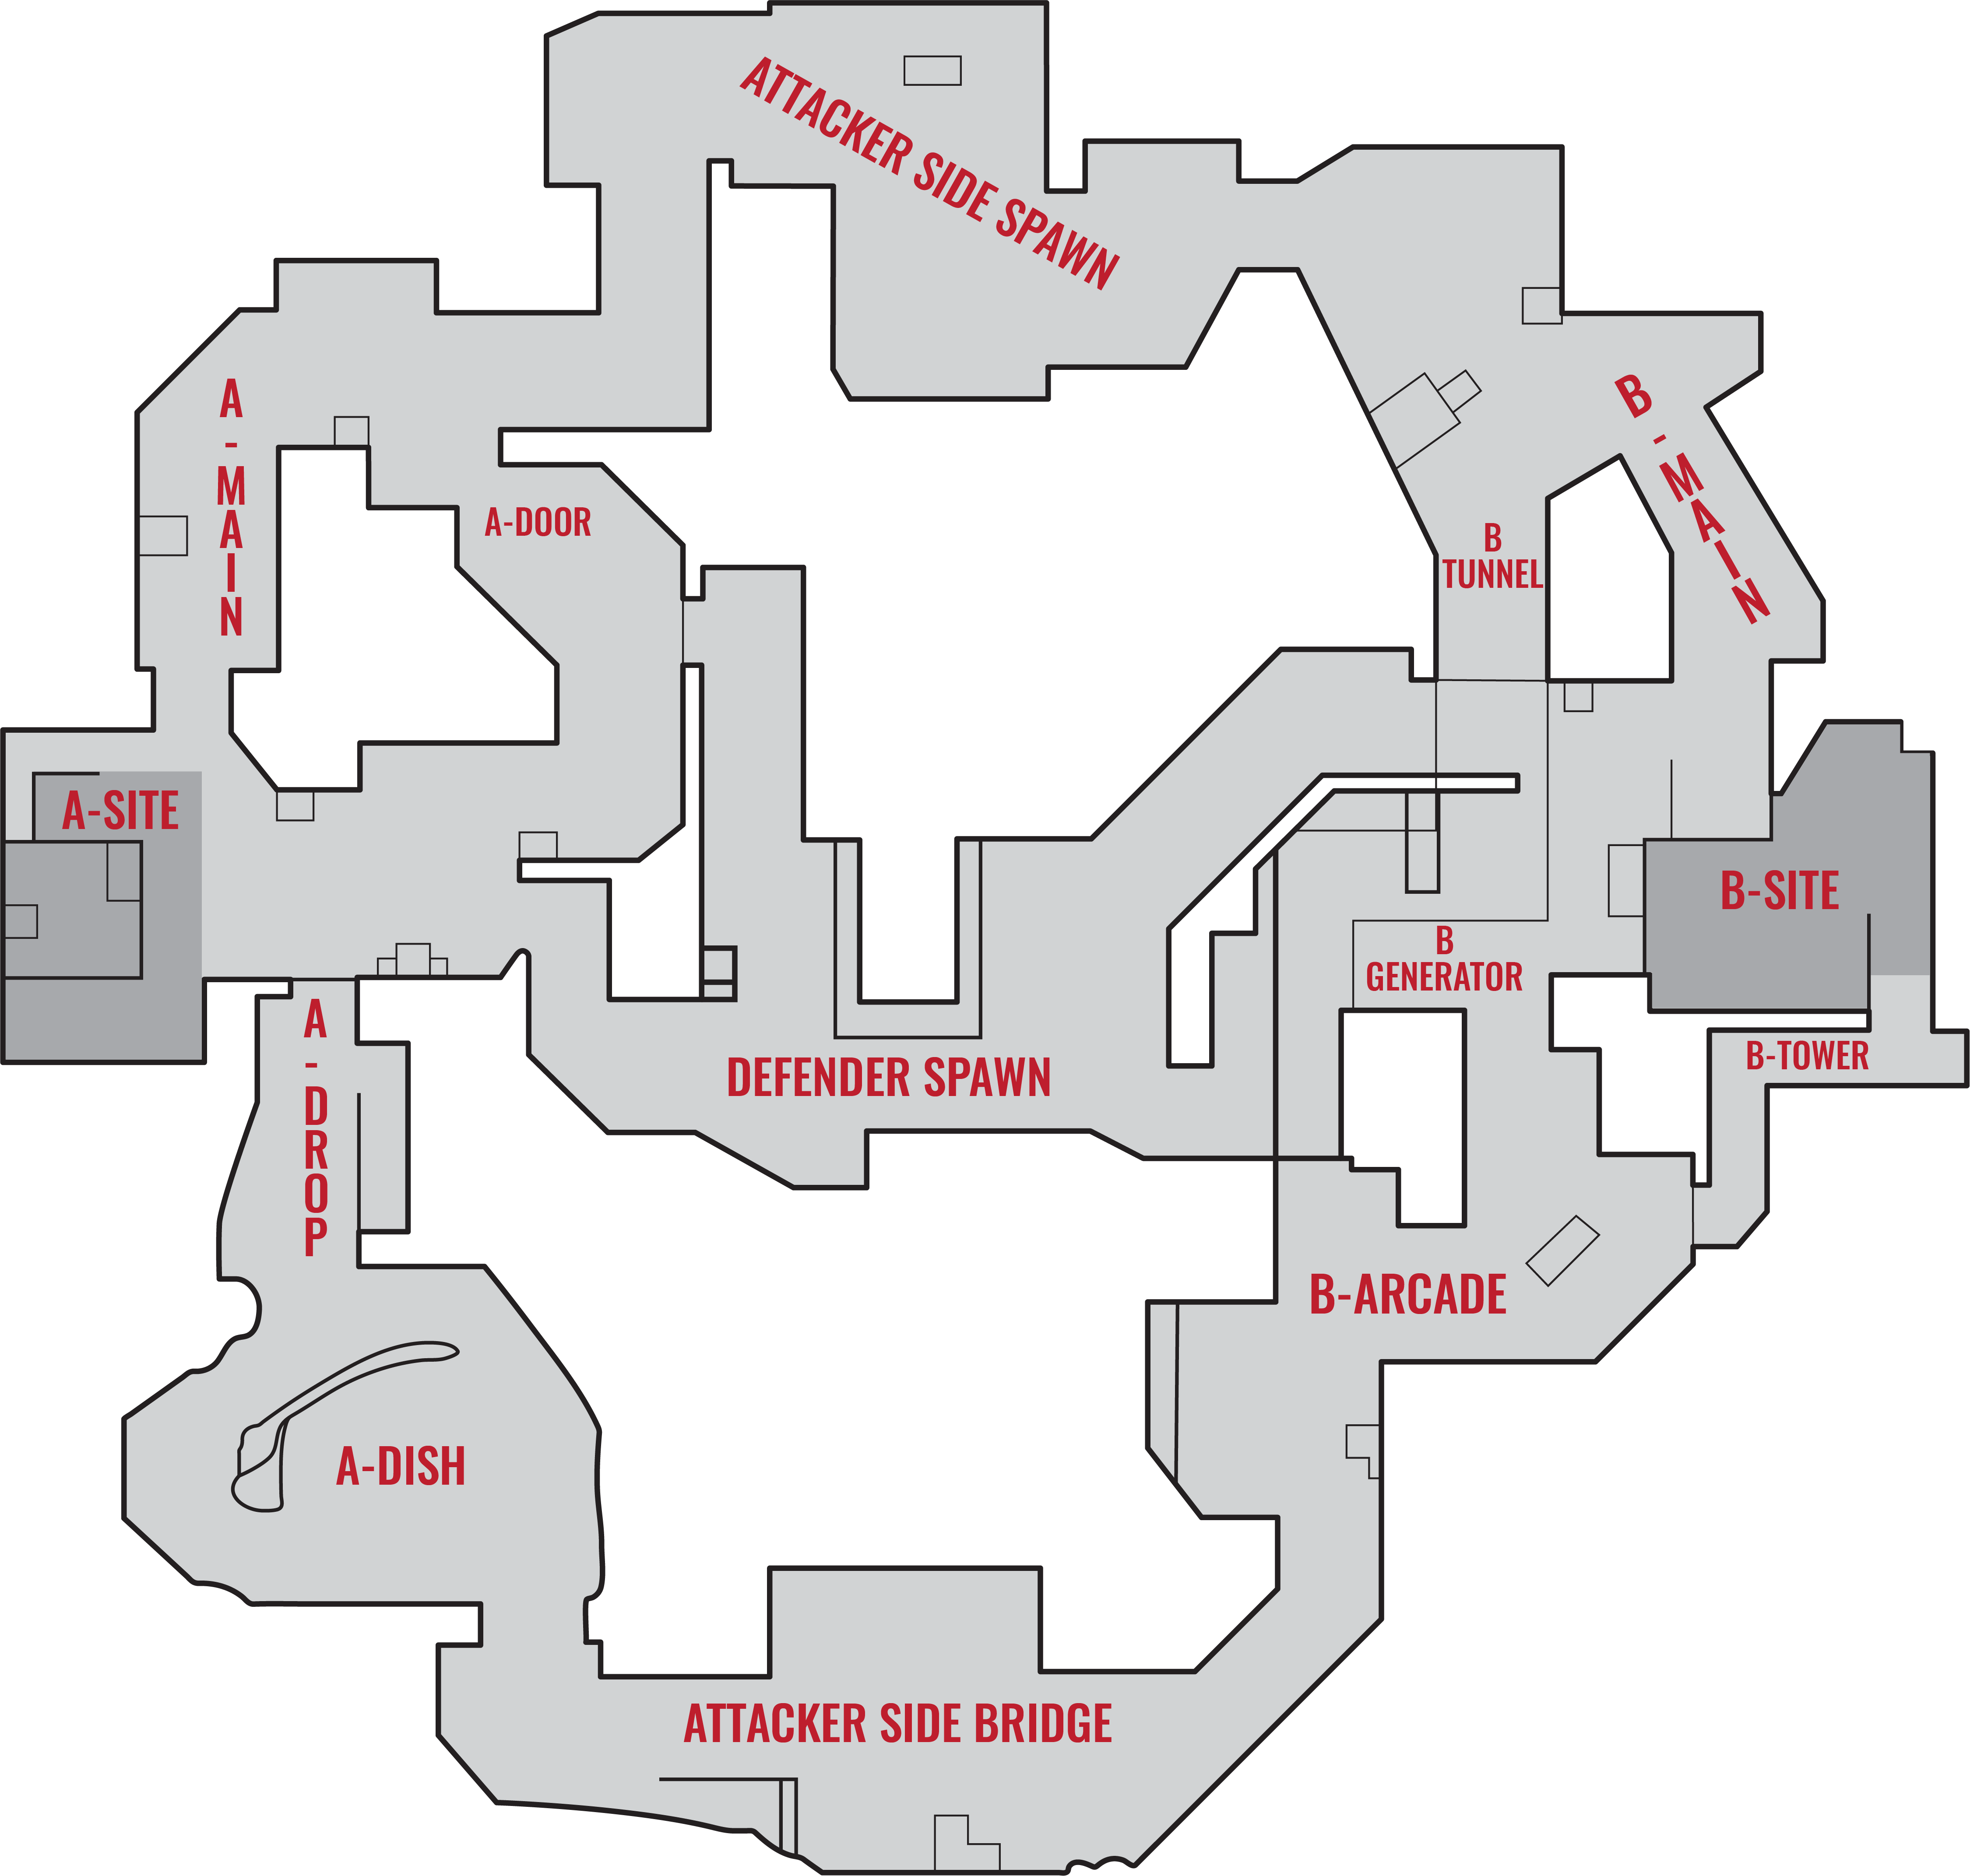 ATTACKER SIDE SPAWN
A-MAIN
B-MAIN
A-DOOR
B
TUNNEL
A-SITE
B-SITE
B
GENERATOR
A-DROP
DEFENDER SPAWN
B-TOWER
B-ARCADE
A-DISH
ATTACKER SIDE BRIDGE